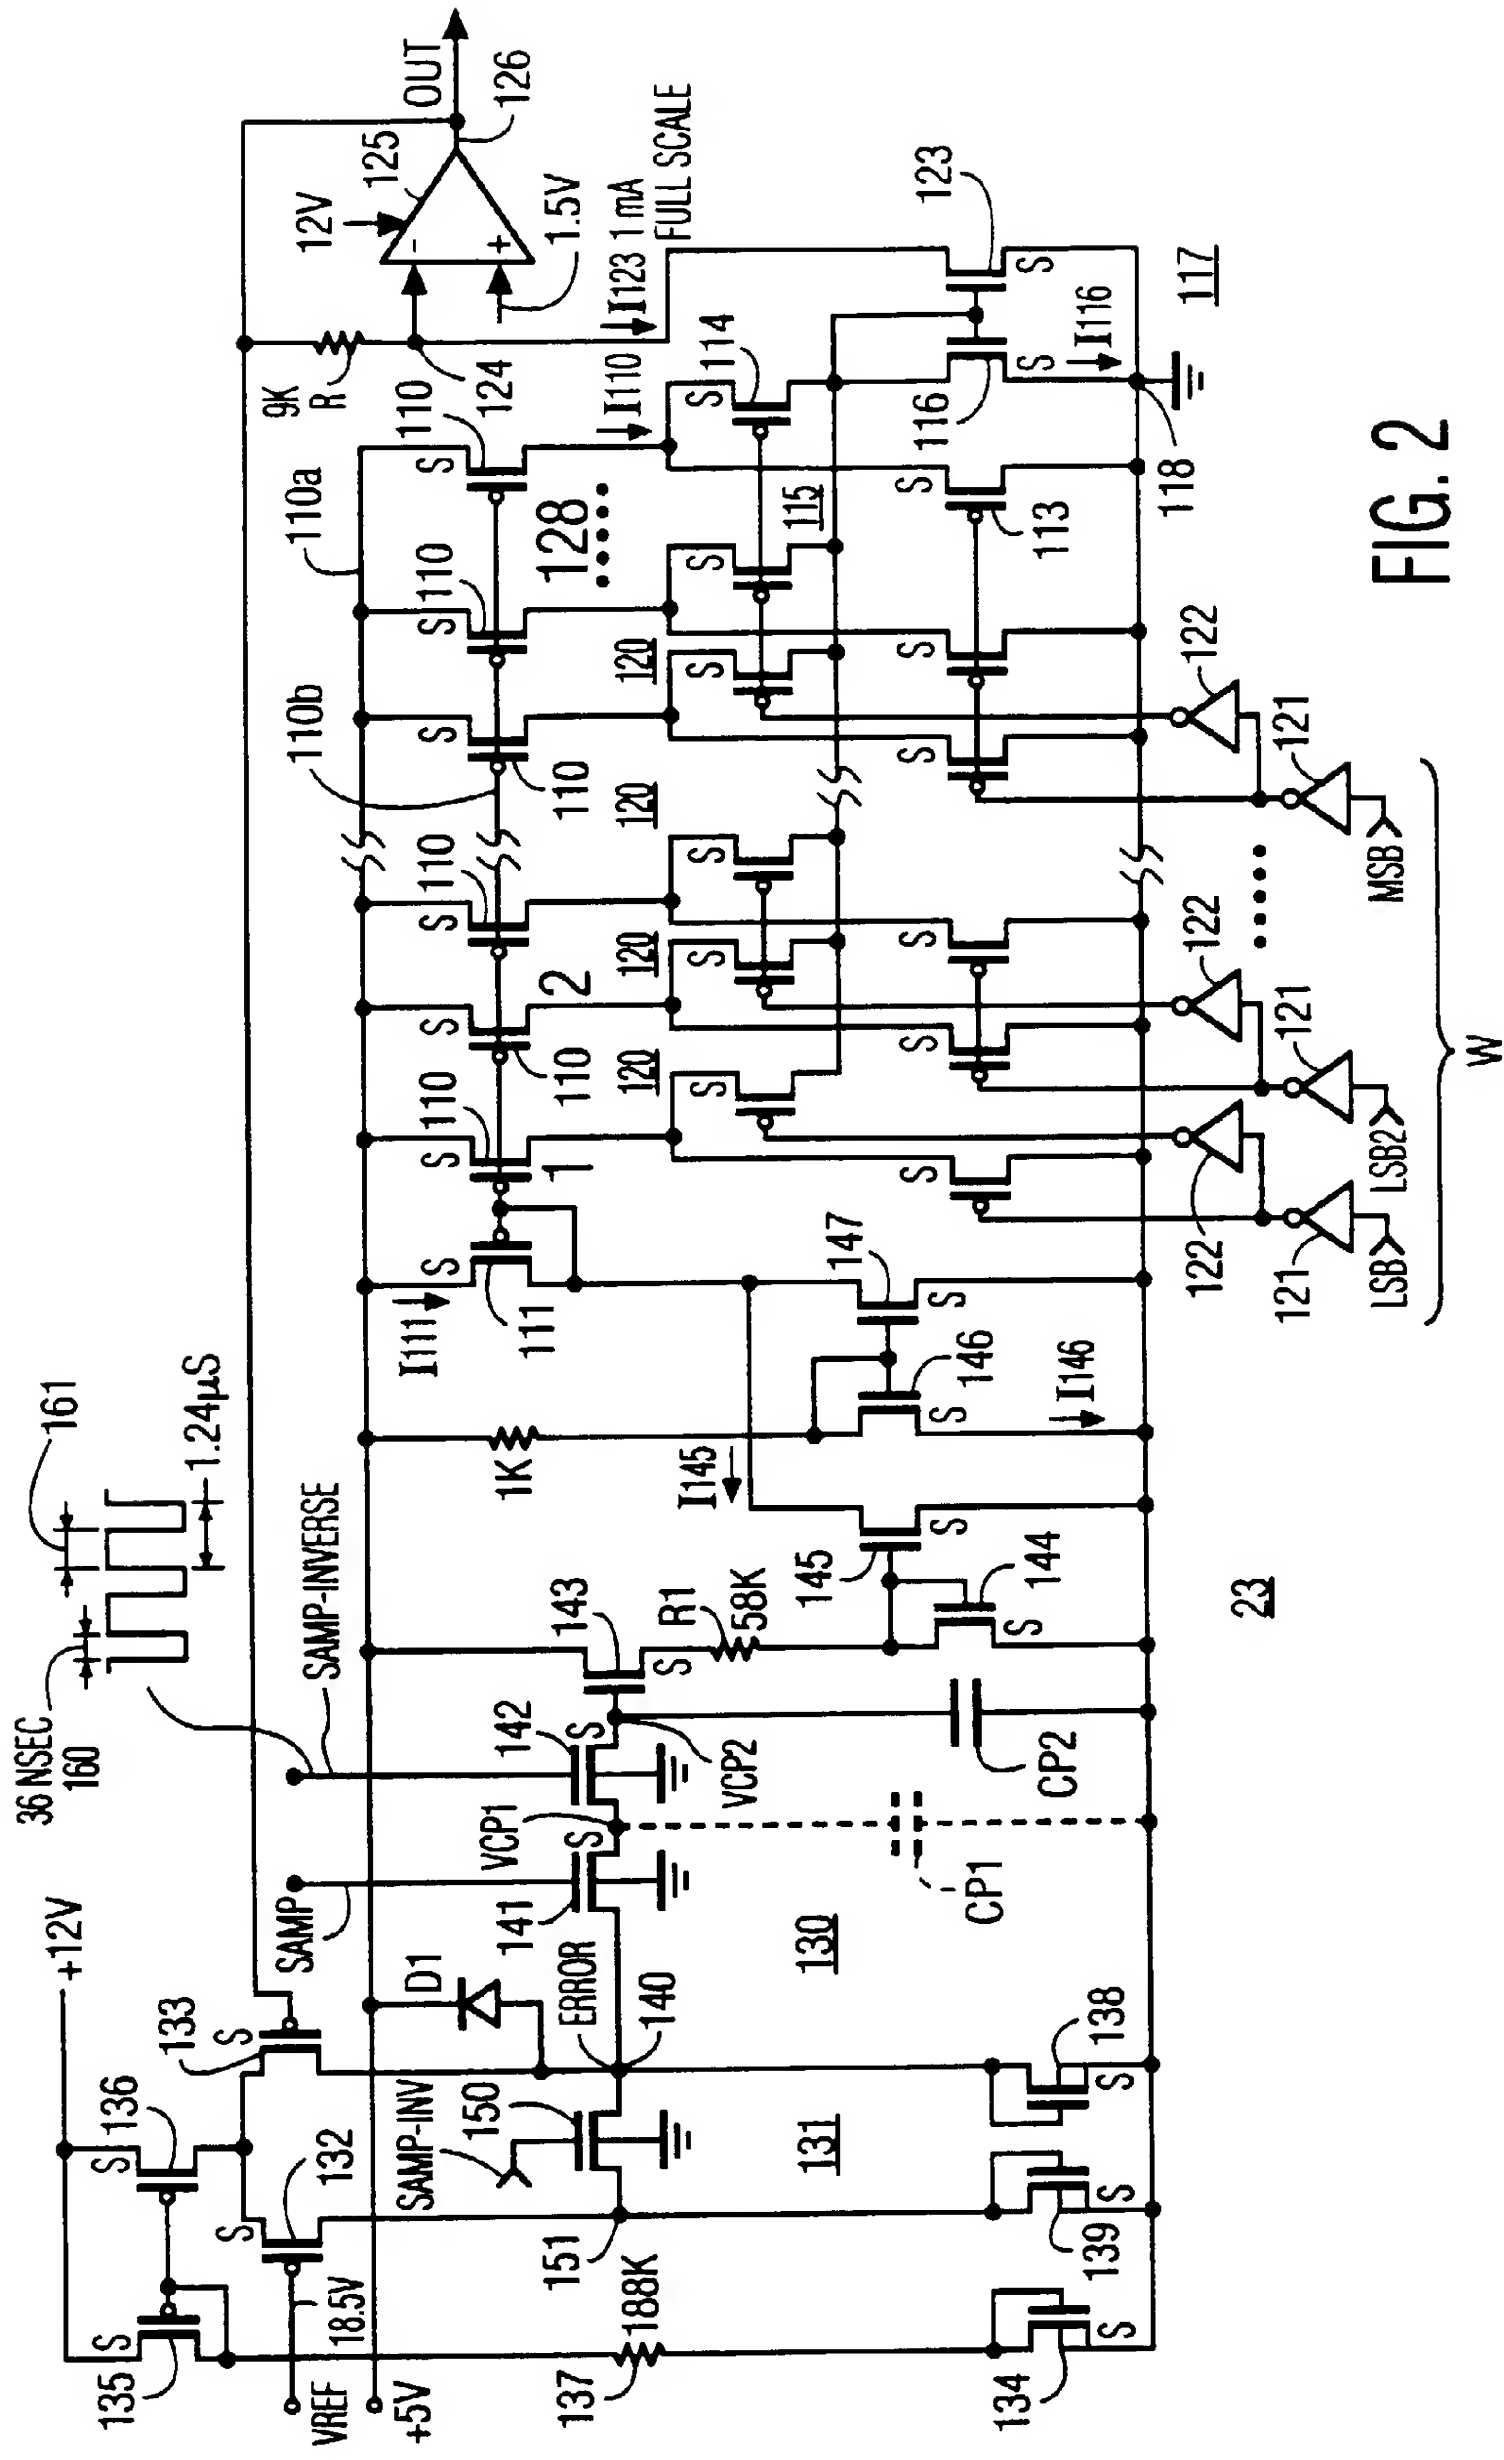 OUT
126
125
12V
1.5V
-
+
9K
R
124
I123 1 mA
FULL SCALE
I110
110a
110
S
128
110
S
110b
S
110
110
S
2
S
110
110
S
1
S
111
I111
114
S
115
S
120
S
120
S
120
S
120
S
123
S
116
S
I116
117
118
113
S
S
S
S
S
S
122
121
MSB
122
121
LSB2
122
121
LSB
W
147
S
146
S
I146
1K
I145
145
S
144
S
R1
58K
143
S
142
S
VCP2
CP2
VCP1
S
141
CP1
SAMP-INVERSE
SAMP
36 NSEC
160
161
1.24µS
+12V
D1
ERROR
140
130
133
S
136
S
132
S
135
S
SAMP-INV
150
151
131
138
S
139
S
134
S
188K
137
18.5V
VREF
+5V
23
FIG. 2